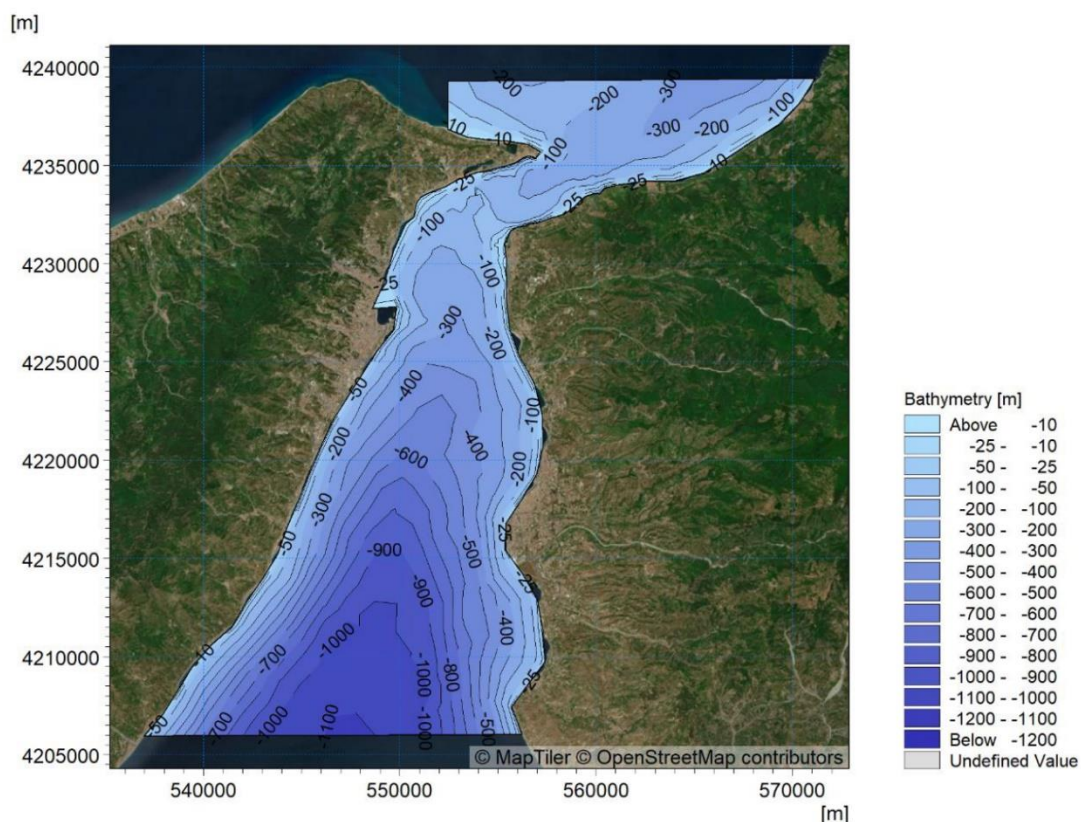 [m]
4240000
4235000
4230000
4225000
4220000
4215000
4210000
4205000
-200
-200
-300
-100
10
-10
-100
-300
-200
10
-25
25
-25
-100
-100
-25
-300
-200
-50
-400
-100
-200
-400
-600
-200
-300
-25
-50
-900
-500
-25
-900
-400
-1000
-10
-700
-1000
-800
-25
-50
-700
-1000
-1100
-1000
-500
© MapTiler © OpenStreetMap contributors
540000 550000 560000 570000
[m]
Bathymetry [m]
Above -10
-25 - -10
-50 - -25
-100 - -50
-200 - -100
-300 - -200
-400 - -300
-500 - -400
-600 - -500
-700 - -600
-800 - -700
-900 - -800
-1000 - -900
-1100 - -1000
-1200 - -1100
Below -1200
Undefined Value